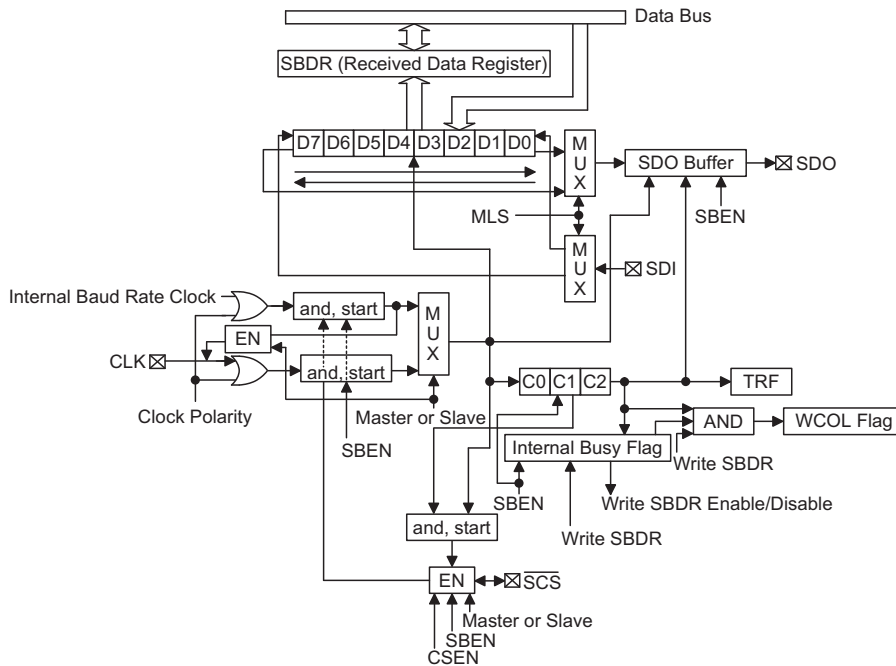 Data Bus
SBDR (Received Data Register)
D7 D6 D5 D4 D3 D2 D1 D0
MUX
SDO Buffer
SDO
MLS
SBEN
MUX
SDI
Internal Baud Rate Clock
and, start
MUX
EN
CLK
and, start
C0 C1 C2
TRF
Clock Polarity
Master or Slave
AND
WCOL Flag
SBEN
Internal Busy Flag
Write SBDR
SBEN
Write SBDR Enable/Disable
and, start
Write SBDR
EN
SCS
Master or Slave
SBEN
CSEN